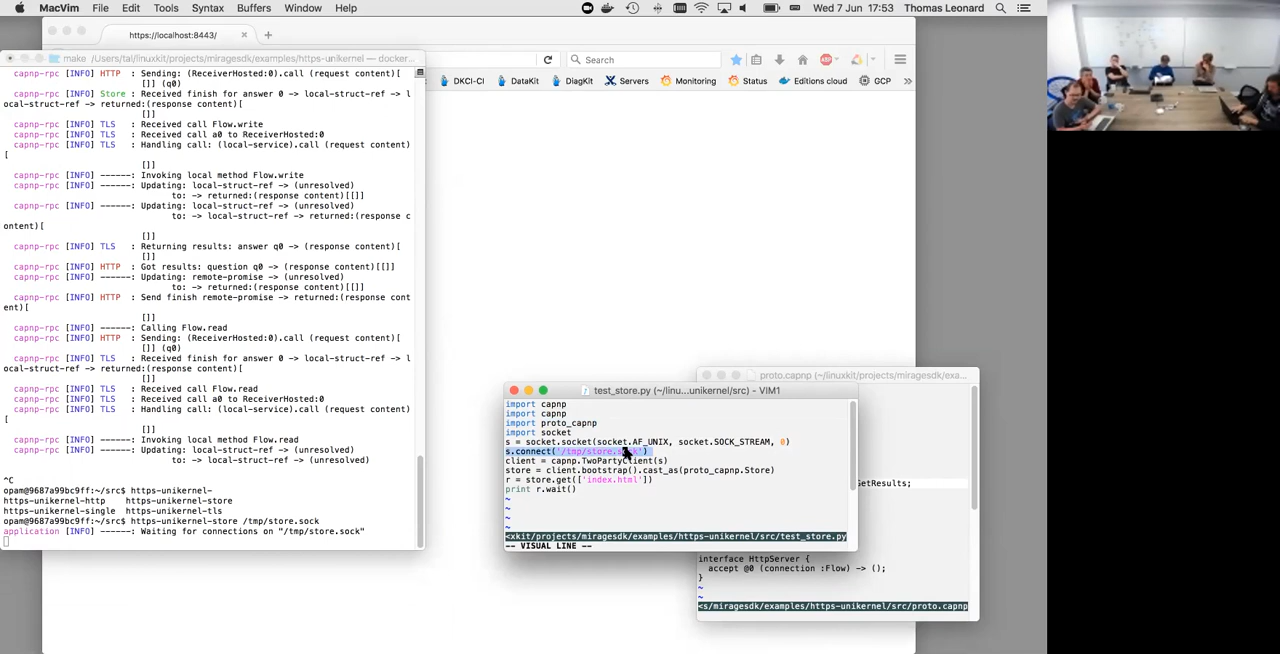 MacVim File Edit Tools Syntax Buffers Window Help Wed 7 Jun 17:53 Thomas Leonard
https://localhost:8443/
make /Users/tal/linuxkit/projects/miragesdk/examples/https-unikernel — docker...
Search
DKCI-CI DataKit DiagKit Servers Monitoring Status Editions cloud GCP
capnp-rpc [INFO] HTTP : Sending: (ReceiverHosted:0).call (request content)[
[]] (q0)
capnp-rpc [INFO] Store : Received finish for answer 0 -> local-struct-ref -> l
ocal-struct-ref -> returned:(response content)[
[]]
capnp-rpc [INFO] TLS : Received call Flow.write
capnp-rpc [INFO] TLS : Received call a0 to ReceiverHosted:0
capnp-rpc [INFO] TLS : Handling call: (local-service).call (request content)
[
[]]
capnp-rpc [INFO] ------: Invoking local method Flow.write
capnp-rpc [INFO] ------: Updating: local-struct-ref -> (unresolved)
to: -> returned:(response content)[[]]
capnp-rpc [INFO] ------: Updating: local-struct-ref -> (unresolved)
to: -> local-struct-ref -> returned:(response c
ontent)[
[]]
capnp-rpc [INFO] TLS : Returning results: answer q0 -> (response content)[
[]]
capnp-rpc [INFO] HTTP : Got results: question q0 -> (response content)[[]]
capnp-rpc [INFO] ------: Updating: remote-promise -> (unresolved)
to: -> returned:(response content)[[]]
capnp-rpc [INFO] HTTP : Send finish remote-promise -> returned:(response cont
ent)[
[]]
capnp-rpc [INFO] ------: Calling Flow.read
capnp-rpc [INFO] HTTP : Sending: (ReceiverHosted:0).call (request content)[
[]] (q0)
capnp-rpc [INFO] TLS : Received finish for answer 0 -> local-struct-ref -> l
ocal-struct-ref -> returned:(response content)[
[]]
capnp-rpc [INFO] TLS : Received call Flow.read
capnp-rpc [INFO] TLS : Received call a0 to ReceiverHosted:0
capnp-rpc [INFO] TLS : Handling call: (local-service).call (request content)
[
[]]
capnp-rpc [INFO] ------: Invoking local method Flow.read
capnp-rpc [INFO] ------: Updating: local-struct-ref -> (unresolved)
to: -> local-struct-ref -> (unresolved)
^C
opam@9687a99bc9ff:~/src$ https-unikernel-
https-unikernel-http https-unikernel-store
https-unikernel-single https-unikernel-tls
opam@9687a99bc9ff:~/src$ https-unikernel-store /tmp/store.sock
application [INFO] ------: Waiting for connections on "/tmp/store.sock"
test_store.py (~/linu...unikernel/src) - VIM1
import capnp
import capnp
import proto_capnp
import socket
s = socket.socket(socket.AF_UNIX, socket.SOCK_STREAM, 0)
s.connect('/tmp/store.sock')
client = capnp.TwoPartyClient(s)
store = client.bootstrap().cast_as(proto_capnp.Store)
r = store.get(['index.html'])
print r.wait()
~
~
~
~
<xkit/projects/miragesdk/examples/https-unikernel/src/test_store.py
-- VISUAL LINE --
proto.capnp (~/linuxkit/projects/miragesdk/exa...
GetResults;
interface HttpServer {
accept @0 (connection :Flow) -> ();
}
~
~
<s/miragesdk/examples/https-unikernel/src/proto.capnp